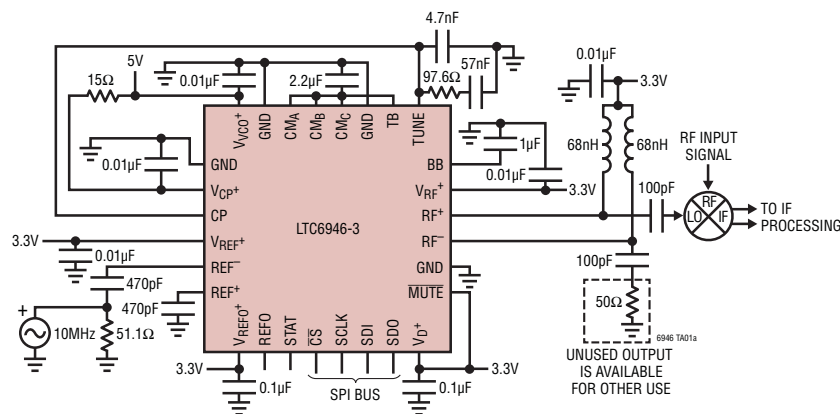 4.7nF
0.01µF
57nF
5V
0.01µF
2.2µF
97.6Ω
3.3V
15Ω
VVCO+
GND
CMA
CMB
CMC
GND
TB
TUNE
68nH
68nH
RF INPUT
SIGNAL
GND
BB
1µF
0.01µF
0.01µF
VCP+
VRF+
3.3V
100pF
CP
LTC6946-3
RF+
LO
RF
IF
TO IF
PROCESSING
3.3V
VREF+
RF–
0.01µF
REF–
GND
100pF
470pF
REF+
MUTE
470pF
50Ω
10MHz
51.1Ω
VREFO+
REFO
STAT
CS
SCLK
SDI
SDO
VD+
6946 TA01a
3.3V
3.3V
UNUSED OUTPUT
IS AVAILABLE
FOR OTHER USE
0.1µF
SPI BUS
0.1µF